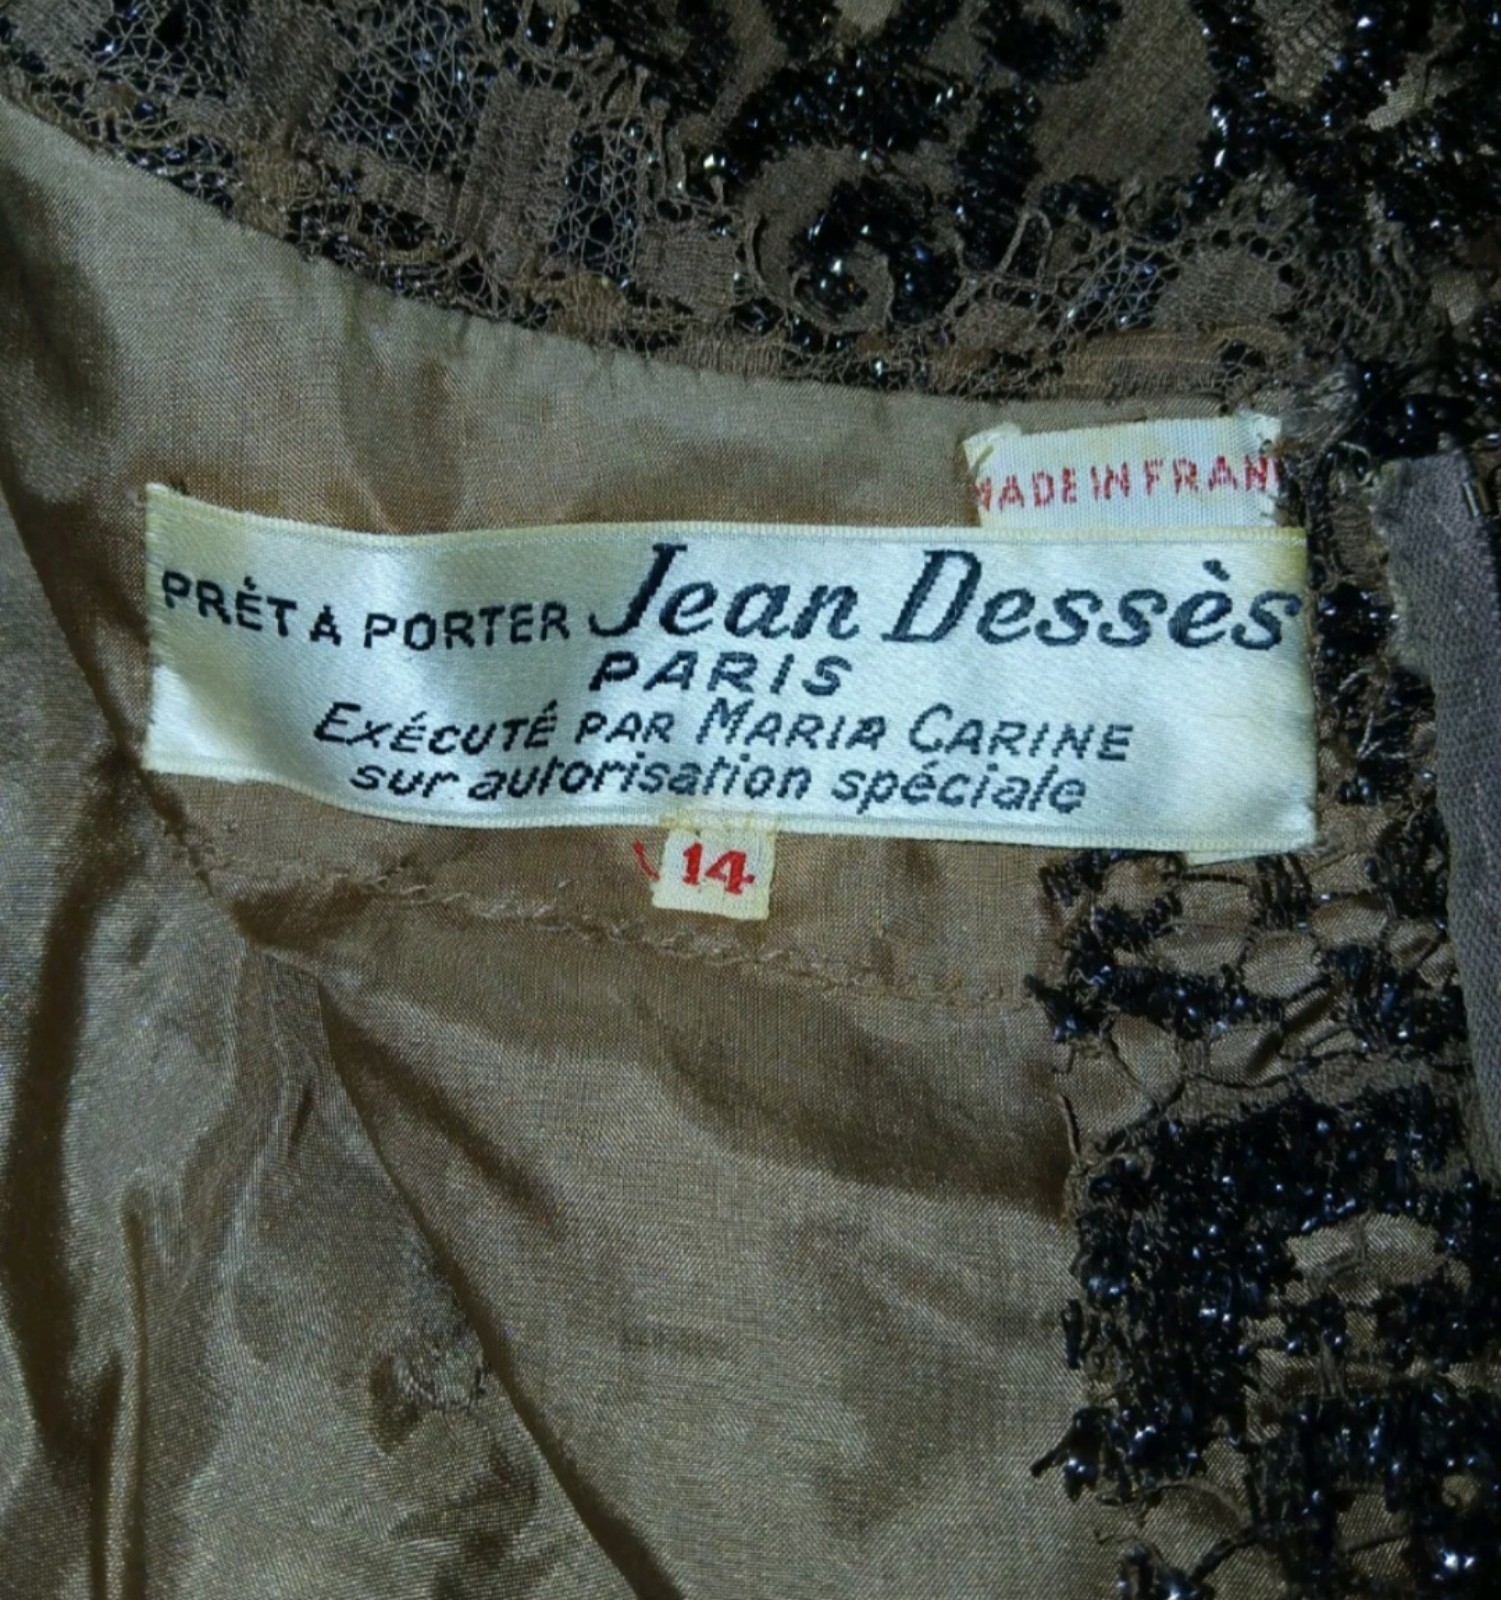 MADE IN FRAN
PRÊT A PORTER Jean Dessès
PARIS
EXÉCUTÉ PAR MARIA CARINE
sur autorisation spéciale
14